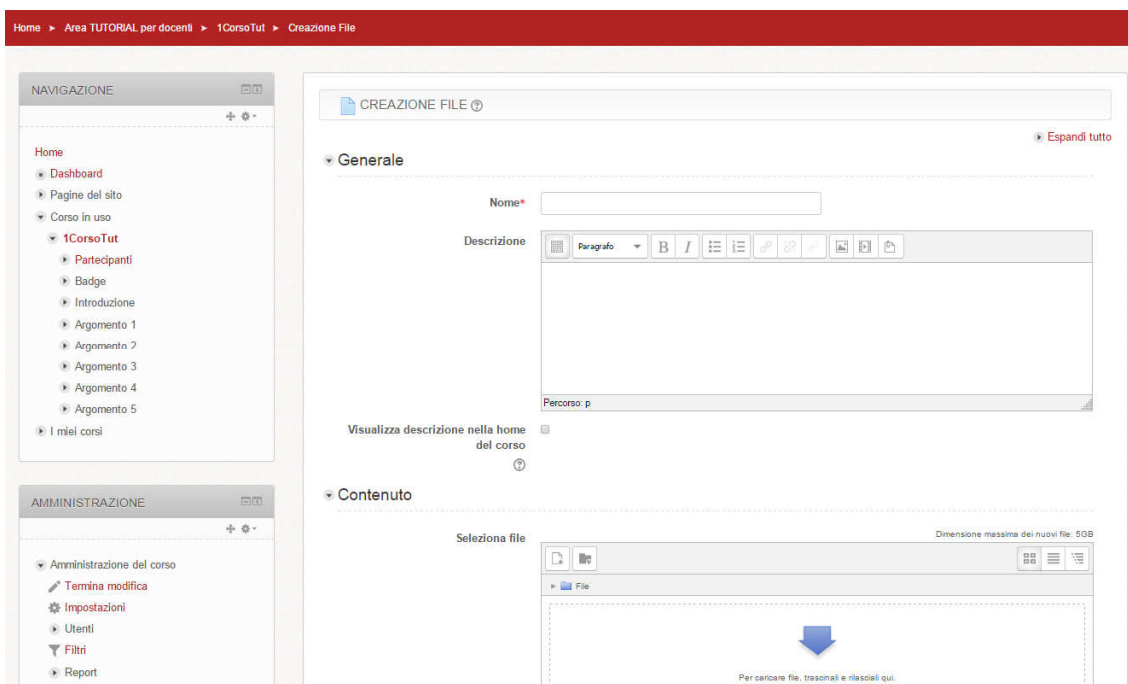 Home ► Area TUTORIAL per docenti ► 1CorsoTut ► Creazione File
NAVIGAZIONE
Home
Dashboard
Pagine del sito
Corso in uso
1CorsoTut
Partecipanti
Badge
Introduzione
Argomento 1
Argomento 2
Argomento 3
Argomento 4
Argomento 5
I miei corsi
AMMINISTRAZIONE
Amministrazione del corso
Termina modifica
Impostazioni
Utenti
Filtri
Report
CREAZIONE FILE
Espandi tutto
Generale
Nome*
Descrizione
Paragrafo
B I
Percorso: p
Visualizza descrizione nella home
del corso
Contenuto
Seleziona file
Dimensione massima dei nuovi file: 5GB
File
Per caricare file, trascinali e rilasciali qui.